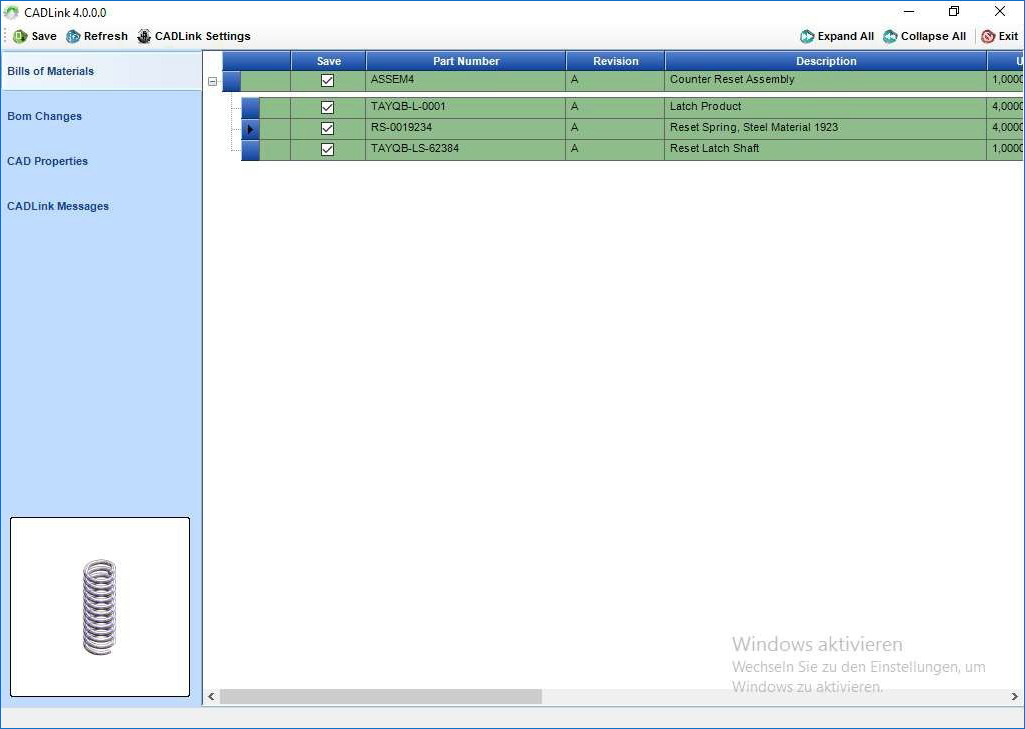 CADLink 4.0.0.0
Save Refresh CADLink Settings Expand All Collapse All Exit
Bills of Materials
Bom Changes
CAD Properties
CADLink Messages
Save Part Number Revision Description
ASSEM4 A Counter Reset Assembly 1,0000
TAYQB-L-0001 A Latch Product 4,0000
RS-0019234 A Reset Spring, Steel Material 1923 4,0000
TAYQB-LS-62384 A Reset Latch Shaft 1,0000
Windows aktivieren
Wechseln Sie zu den Einstellungen, um
Windows zu aktivieren.